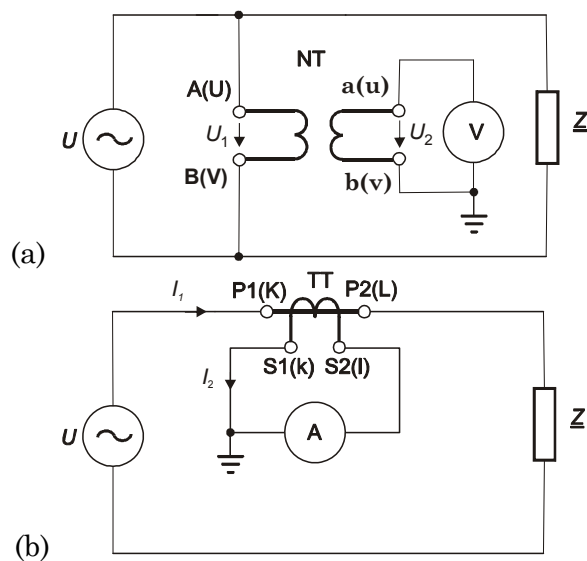 NT
A(U) a(u)
U U₁ U₂ V Z
B(V) b(v)
(a)
TT
I₁ P1(K) P2(L)
S1(k) S2(l)
I₂
U A Z
(b)